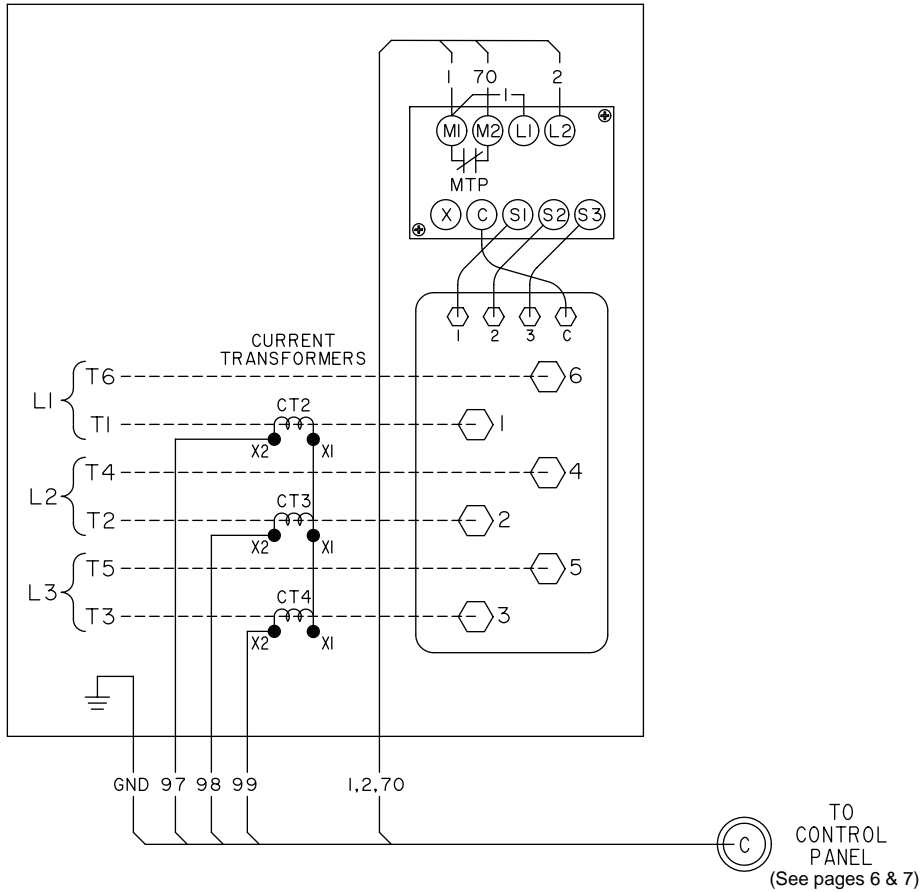 1 70 2
1
M1 M2 L1 L2
MTP
X C S1 S2 S3
1 2 3 C
CURRENT
TRANSFORMERS
T6 6
L1
CT2
T1 1
X2 X1
T4 4
L2
CT3
T2 2
X2 X1
T5 5
L3
CT4
T3 3
X2 X1
GND 97 98 99 1,2,70
C
TO
CONTROL
PANEL
(See pages 6 & 7)